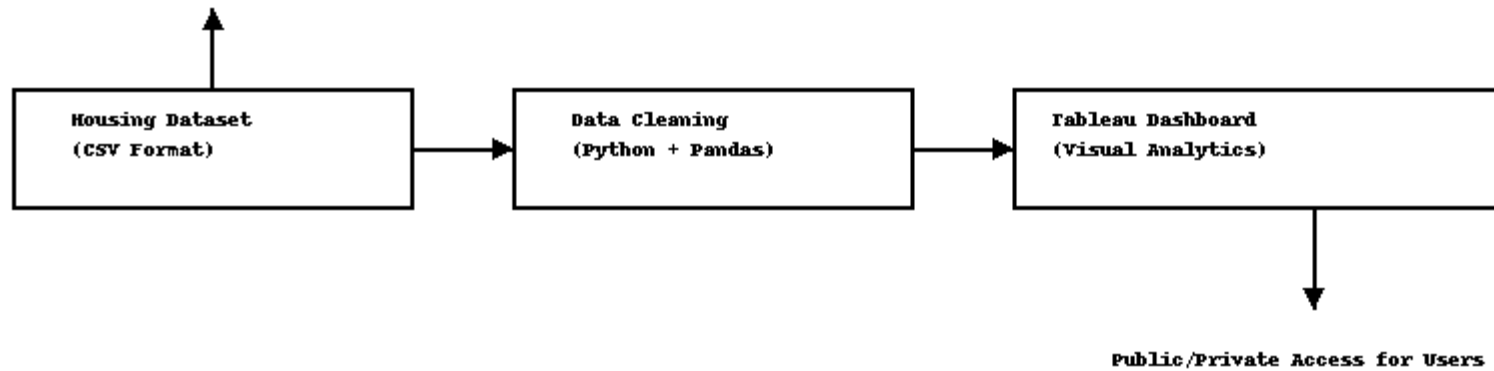 Housing Dataset
(CSV Format)
Data Cleaning
(Python + Pandas)
Tableau Dashboard
(Visual Analytics)
Public/Private Access for Users